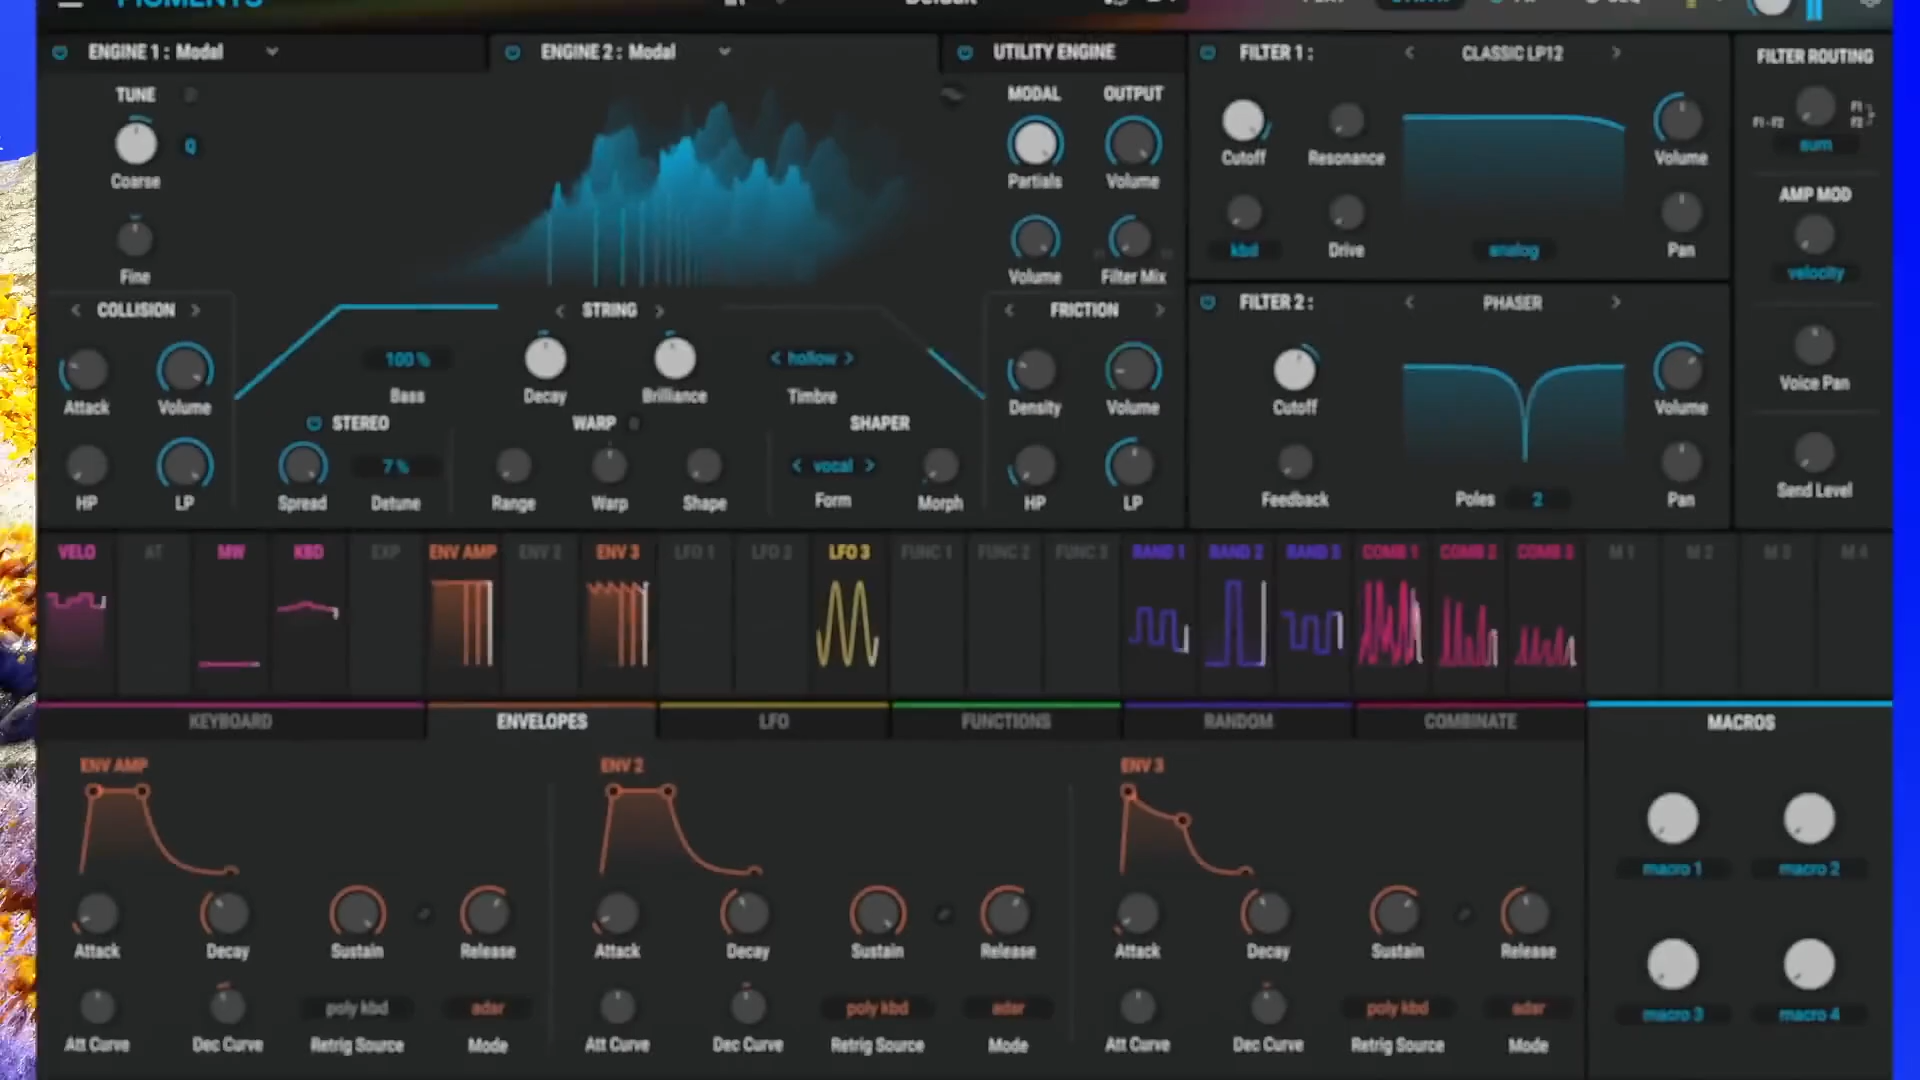 PIGMENTS
Default
ENGINE 1 : Modal
ENGINE 2 : Modal
UTILITY ENGINE
FILTER 1 :
CLASSIC LP12
FILTER ROUTING
TUNE
MODAL
OUTPUT
F1-F2
F1
F2
sum
Q
Coarse
Partials
Volume
Cutoff
Resonance
Volume
AMP MOD
velocity
Fine
Volume
Filter Mix
kbd
Drive
analog
Pan
COLLISION
STRING
FRICTION
FILTER 2 :
PHASER
100 %
hollow
Attack
Volume
Bass
Decay
Brilliance
Timbre
Density
Volume
Cutoff
Volume
Voice Pan
STEREO
WARP
SHAPER
7 %
vocal
HP
LP
Spread
Detune
Range
Warp
Shape
Form
Morph
HP
LP
Feedback
Poles
2
Pan
Send Level
VELO
AT
MW
KBD
EXP
ENV AMP
ENV 2
ENV 3
LFO 1
LFO 2
LFO 3
FUNC 1
FUNC 2
FUNC 3
RAND 1
RAND 2
RAND 3
COMB 1
COMB 2
COMB 3
M 1
M 2
M 3
M 4
KEYBOARD
ENVELOPES
LFO
FUNCTIONS
RANDOM
COMBINATE
MACROS
ENV AMP
ENV 2
ENV 3
macro 1
macro 2
Attack
Decay
Sustain
Release
Attack
Decay
Sustain
Release
Attack
Decay
Sustain
Release
poly kbd
adsr
poly kbd
adsr
poly kbd
adsr
macro 3
macro 4
Att Curve
Dec Curve
Retrig Source
Mode
Att Curve
Dec Curve
Retrig Source
Mode
Att Curve
Dec Curve
Retrig Source
Mode